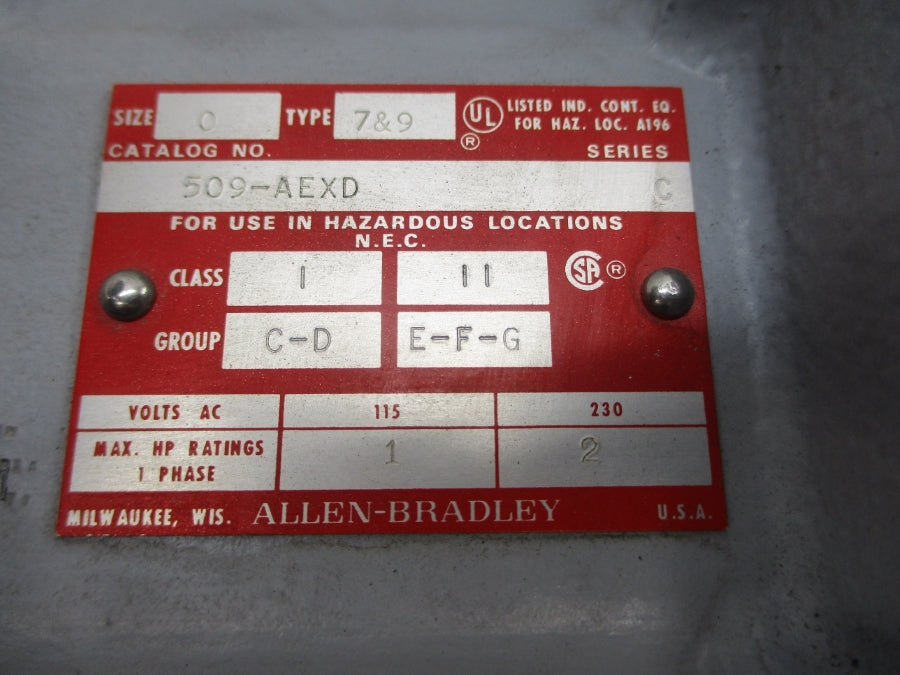 SIZE 0 TYPE 7&9 UL LISTED IND. CONT. EQ.
® FOR HAZ. LOC. A196
CATALOG NO. SERIES
509-AEXD C
FOR USE IN HAZARDOUS LOCATIONS
N.E.C.
CLASS I II SA ®
GROUP C-D E-F-G
VOLTS AC 115 230
MAX. HP RATINGS 1 2
1 PHASE
MILWAUKEE, WIS. ALLEN-BRADLEY U.S.A.